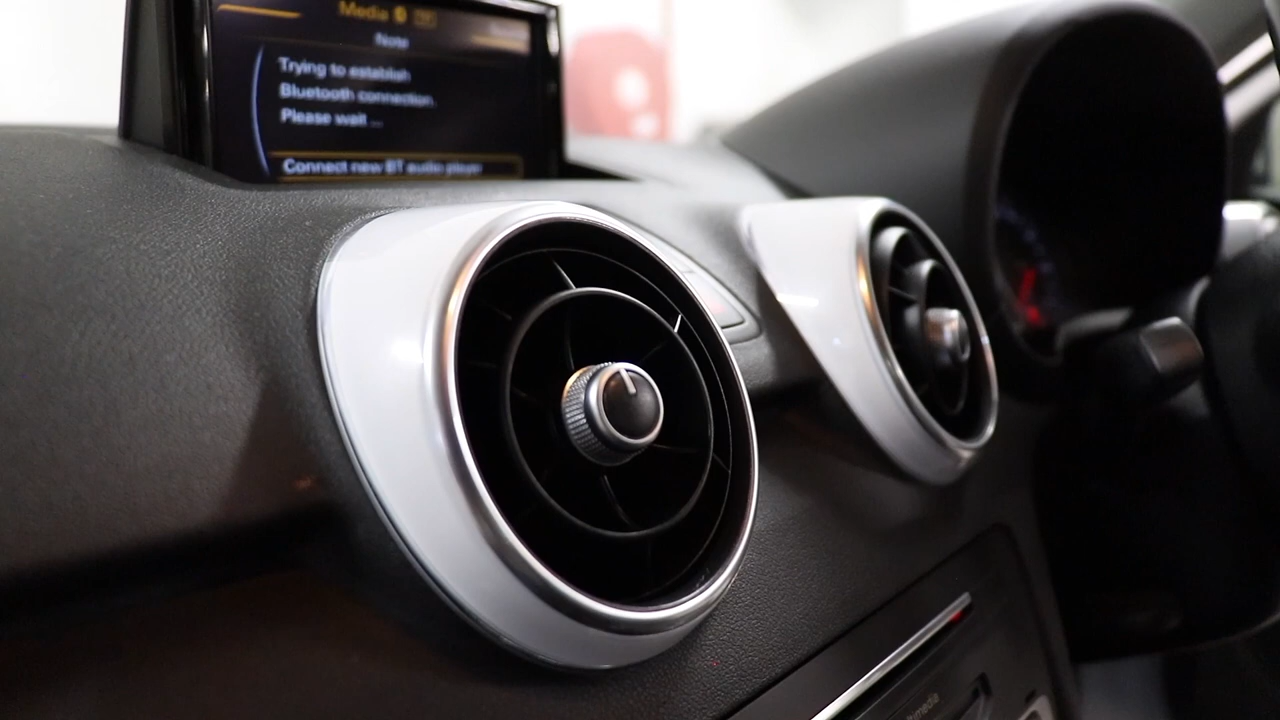 Media
Note
Trying to establish
Bluetooth connection.
Please wait ...
Connect new BT audio player